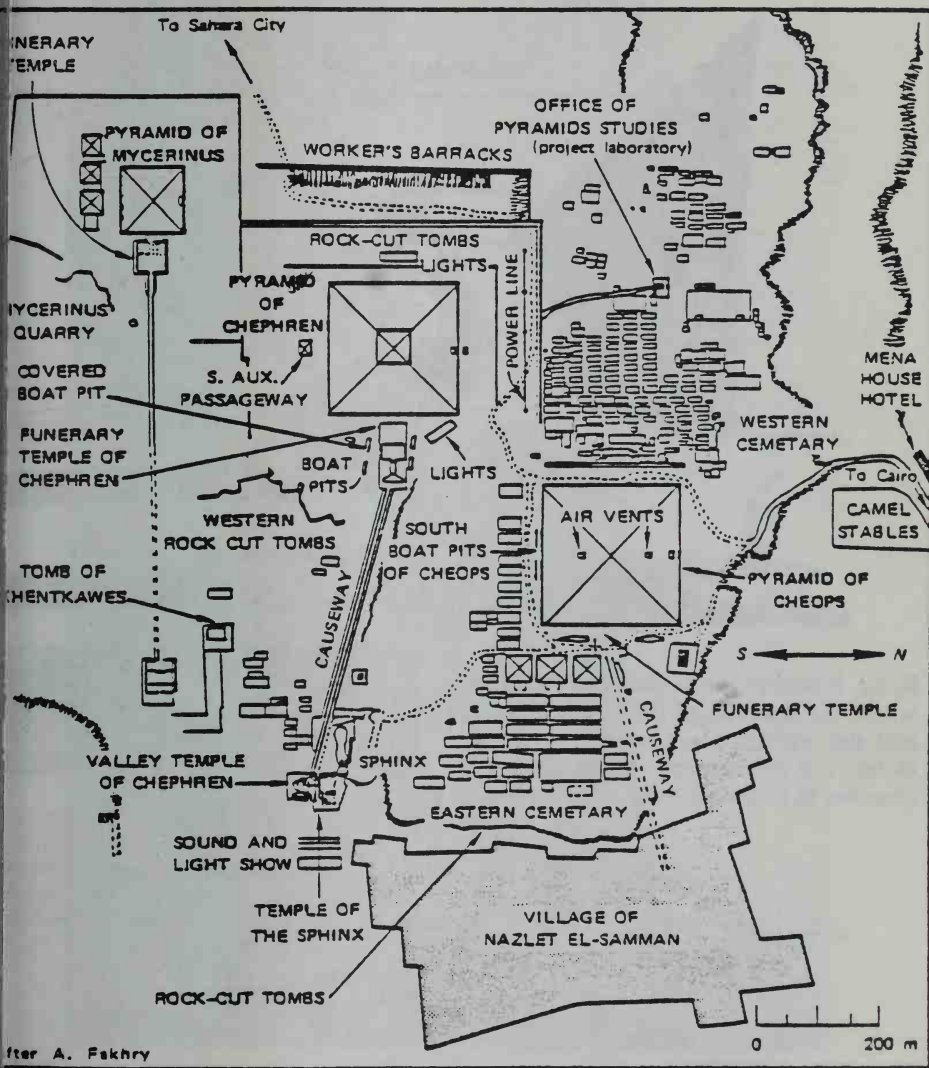 To Sahara City
NERARY
EMPLE
OFFICE OF
PYRAMIDS STUDIES
(project laboratory)
PYRAMID OF
MYCERINUS
WORKER'S BARRACKS
ROCK-CUT TOMBS
LIGHTS
PYRAMID
OF
CHEPHREN
POWER LINE
MYCERINUS
QUARRY
S. AUX.
PASSAGEWAY
COVERED
BOAT PIT
MENA
HOUSE
HOTEL
FUNERARY
TEMPLE OF
CHEPHREN
BOAT
PITS
LIGHTS
WESTERN
CEMETARY
To Cairo
CAMEL
STABLES
WESTERN
ROCK CUT TOMBS
SOUTH
BOAT PITS
OF CHEOPS
AIR VENTS
PYRAMID OF
CHEOPS
TOMB OF
KHENTKAWES
CAUSEWAY
S
N
FUNERARY TEMPLE
CAUSEWAY
VALLEY TEMPLE
OF CHEPHREN
SPHINX
EASTERN CEMETARY
SOUND AND
LIGHT SHOW
TEMPLE OF
THE SPHINX
VILLAGE OF
NAZLET EL-SAMMAN
ROCK-CUT TOMBS
0
200 m
fter A. Fakhry